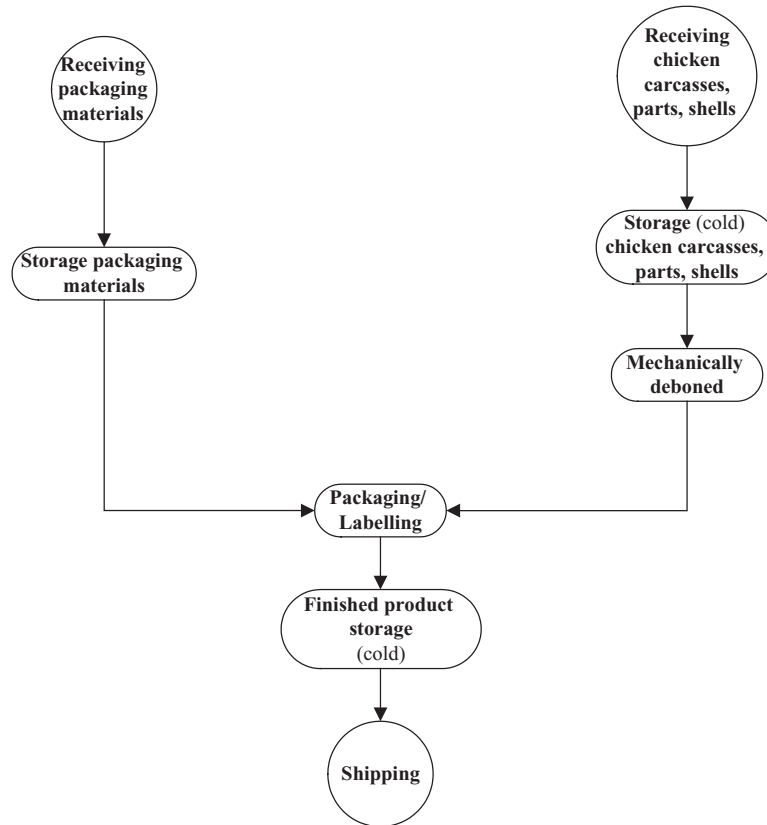 Receiving
packaging
materials
Receiving
chicken
carcasses,
parts, shells
Storage packaging
materials
Storage (cold)
chicken carcasses,
parts, shells
Mechanically
deboned
Packaging/
Labelling
Finished product
storage
(cold)
Shipping